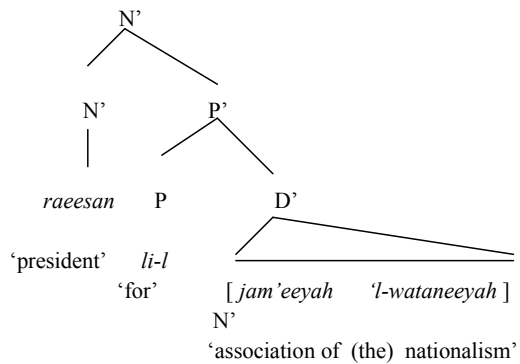 N’
N’ P’
raeesan P D’
‘president’ li-l
‘for’ [ jam’eeyah ‘l-wataneeyah ]
N’
‘association of (the) nationalism’